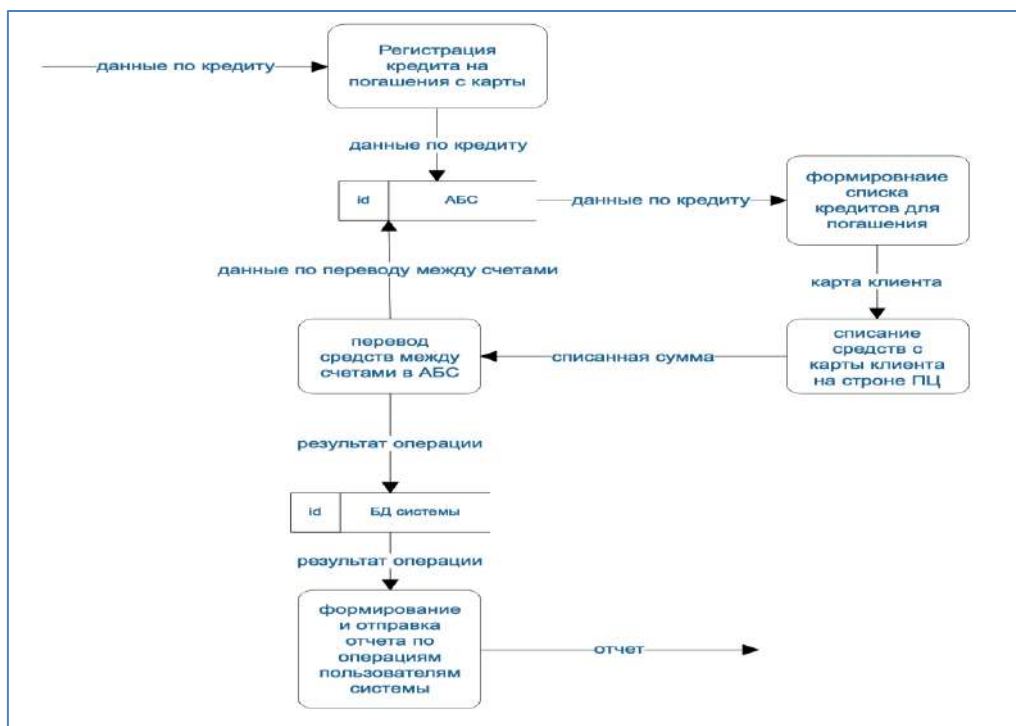 Регистрация
кредита на
погашения с карты
данные по кредиту
данные по кредиту
id
АБС
данные по кредиту
формировнаие
списка
кредитов для
погашения
данные по переводу между счетами
карта клиента
перевод
средств между
счетами в АБС
списанная сумма
списание
средств с
карты клиента
на строне ПЦ
результат операции
id
БД системы
результат операции
формирование
и отправка
отчета по
операциям
пользователям
системы
отчет